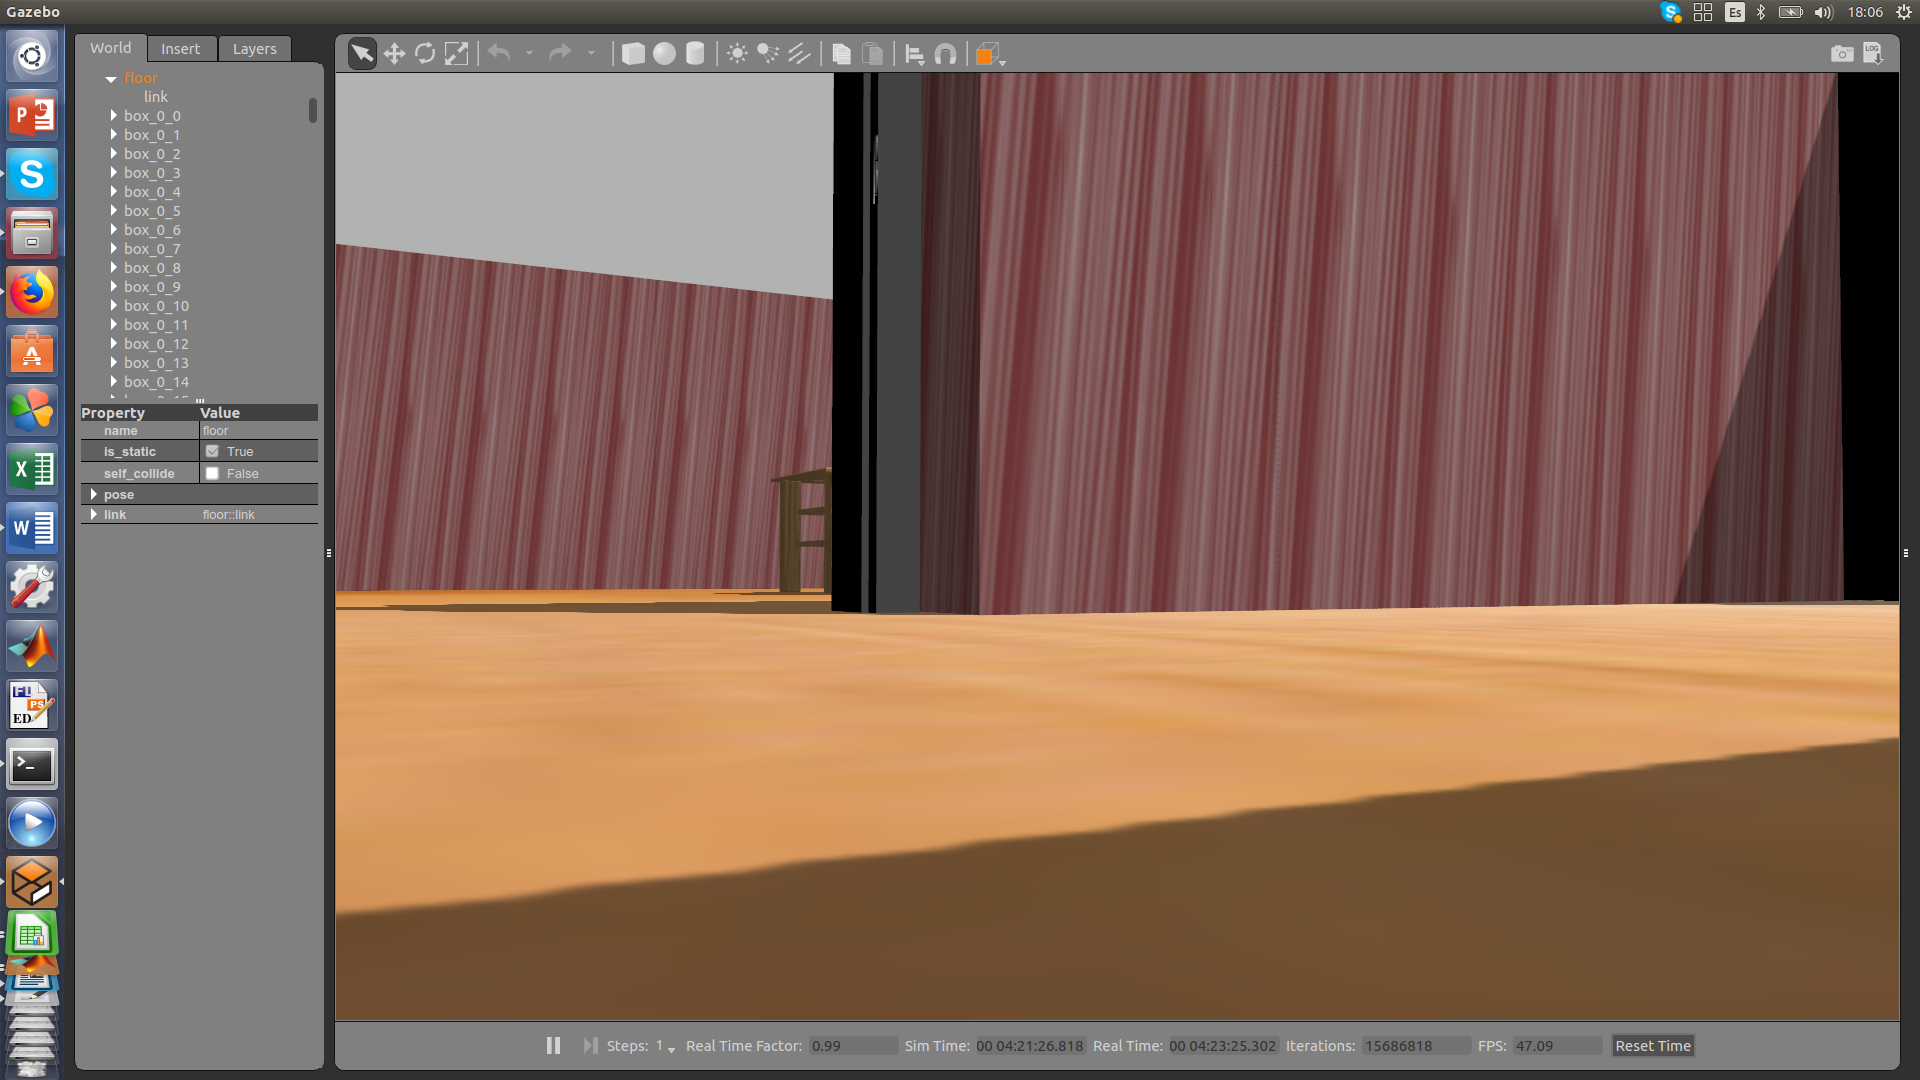 Gazebo
Es
18:06
World
Insert
Layers
LOG
floor
link
box_0_0
box_0_1
box_0_2
box_0_3
box_0_4
box_0_5
box_0_6
box_0_7
box_0_8
box_0_9
box_0_10
box_0_11
box_0_12
box_0_13
box_0_14
Property Value
name floor
is_static True
self_collide False
pose
link floor::link
Steps: 1 Real Time Factor: 0.99 Sim Time: 00 04:21:26.818 Real Time: 00 04:23:25.302 Iterations: 15686818 FPS: 47.09 Reset Time
P
S
A
X
W
PS
ED
>_